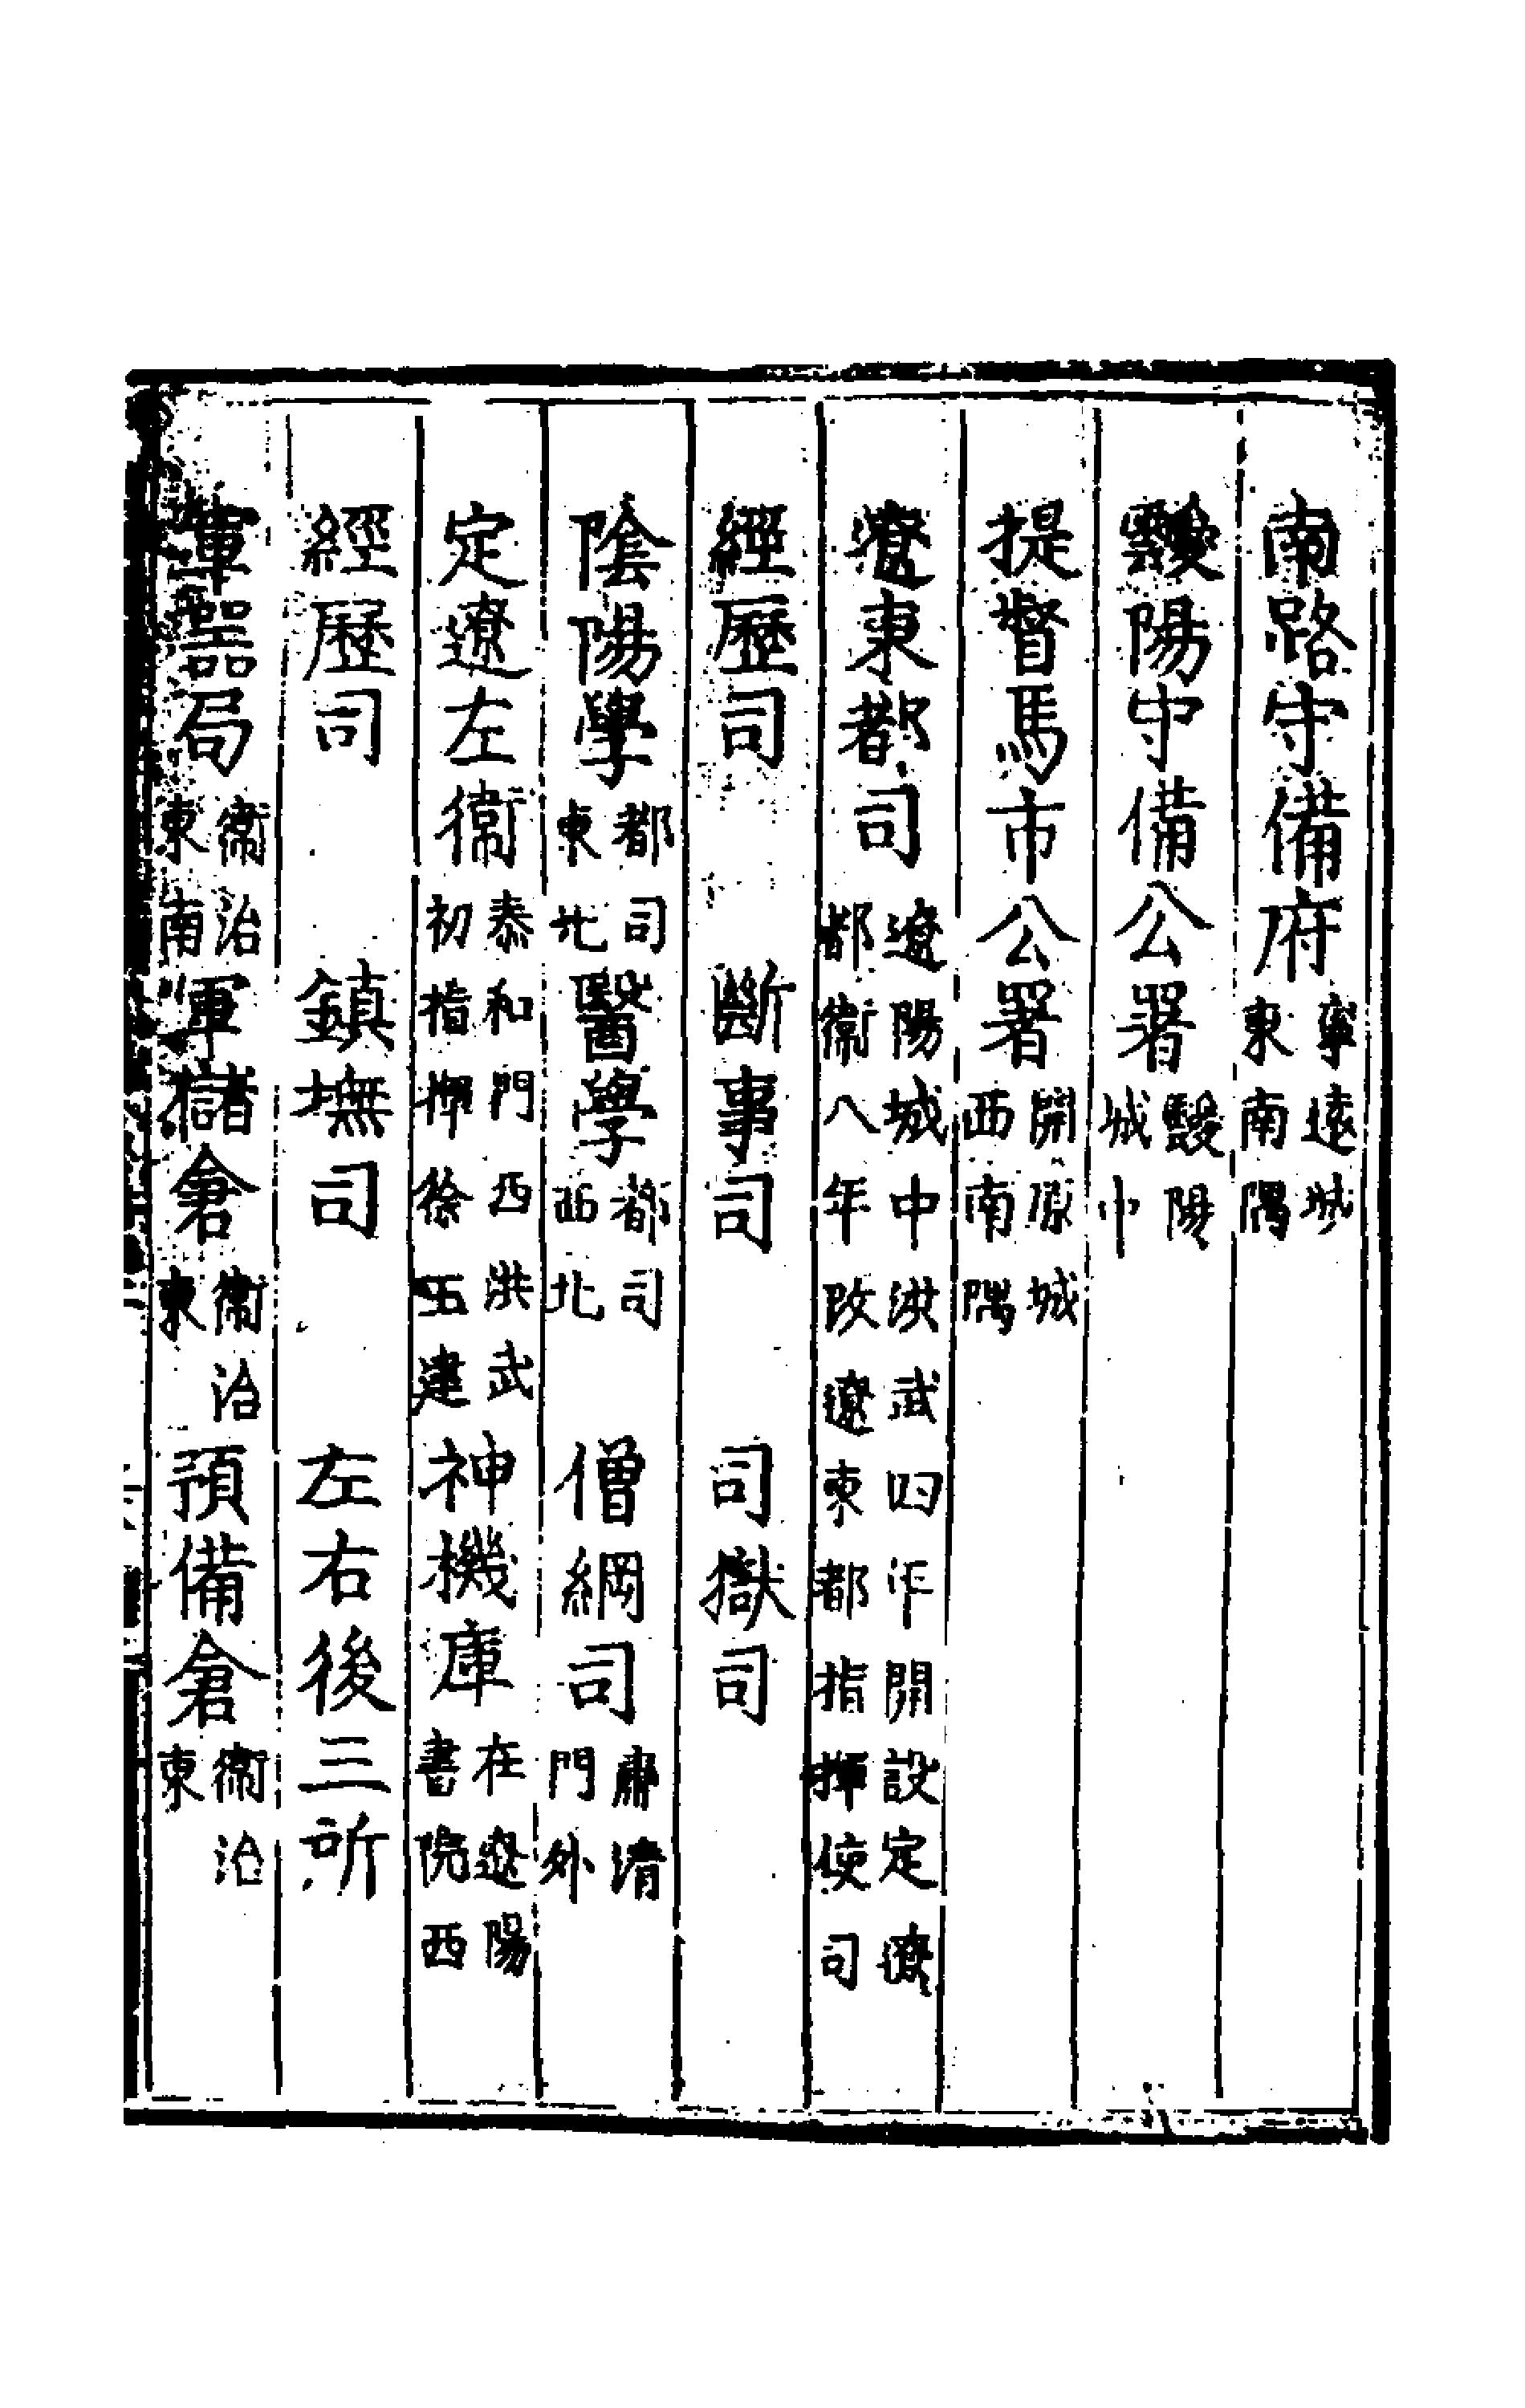 南路守備府寧遠城東南隅
靉陽守備公署靉陽城中
提督馬市公署開原城西南隅
遼東都司遼陽城中洪武四年開設定遼都衛八年改遼東都指揮使司
經歷司 斷事司 司獄司
陰陽學都司東北醫學都司西北 僧綱司肅清門外
定遼左衛泰和門西洪武初指揮徐玉建神機庫在遼陽書院西
經歷司 鎮撫司 左右後三所
軍器局衛治東南軍儲倉衛治東預備倉衛治東